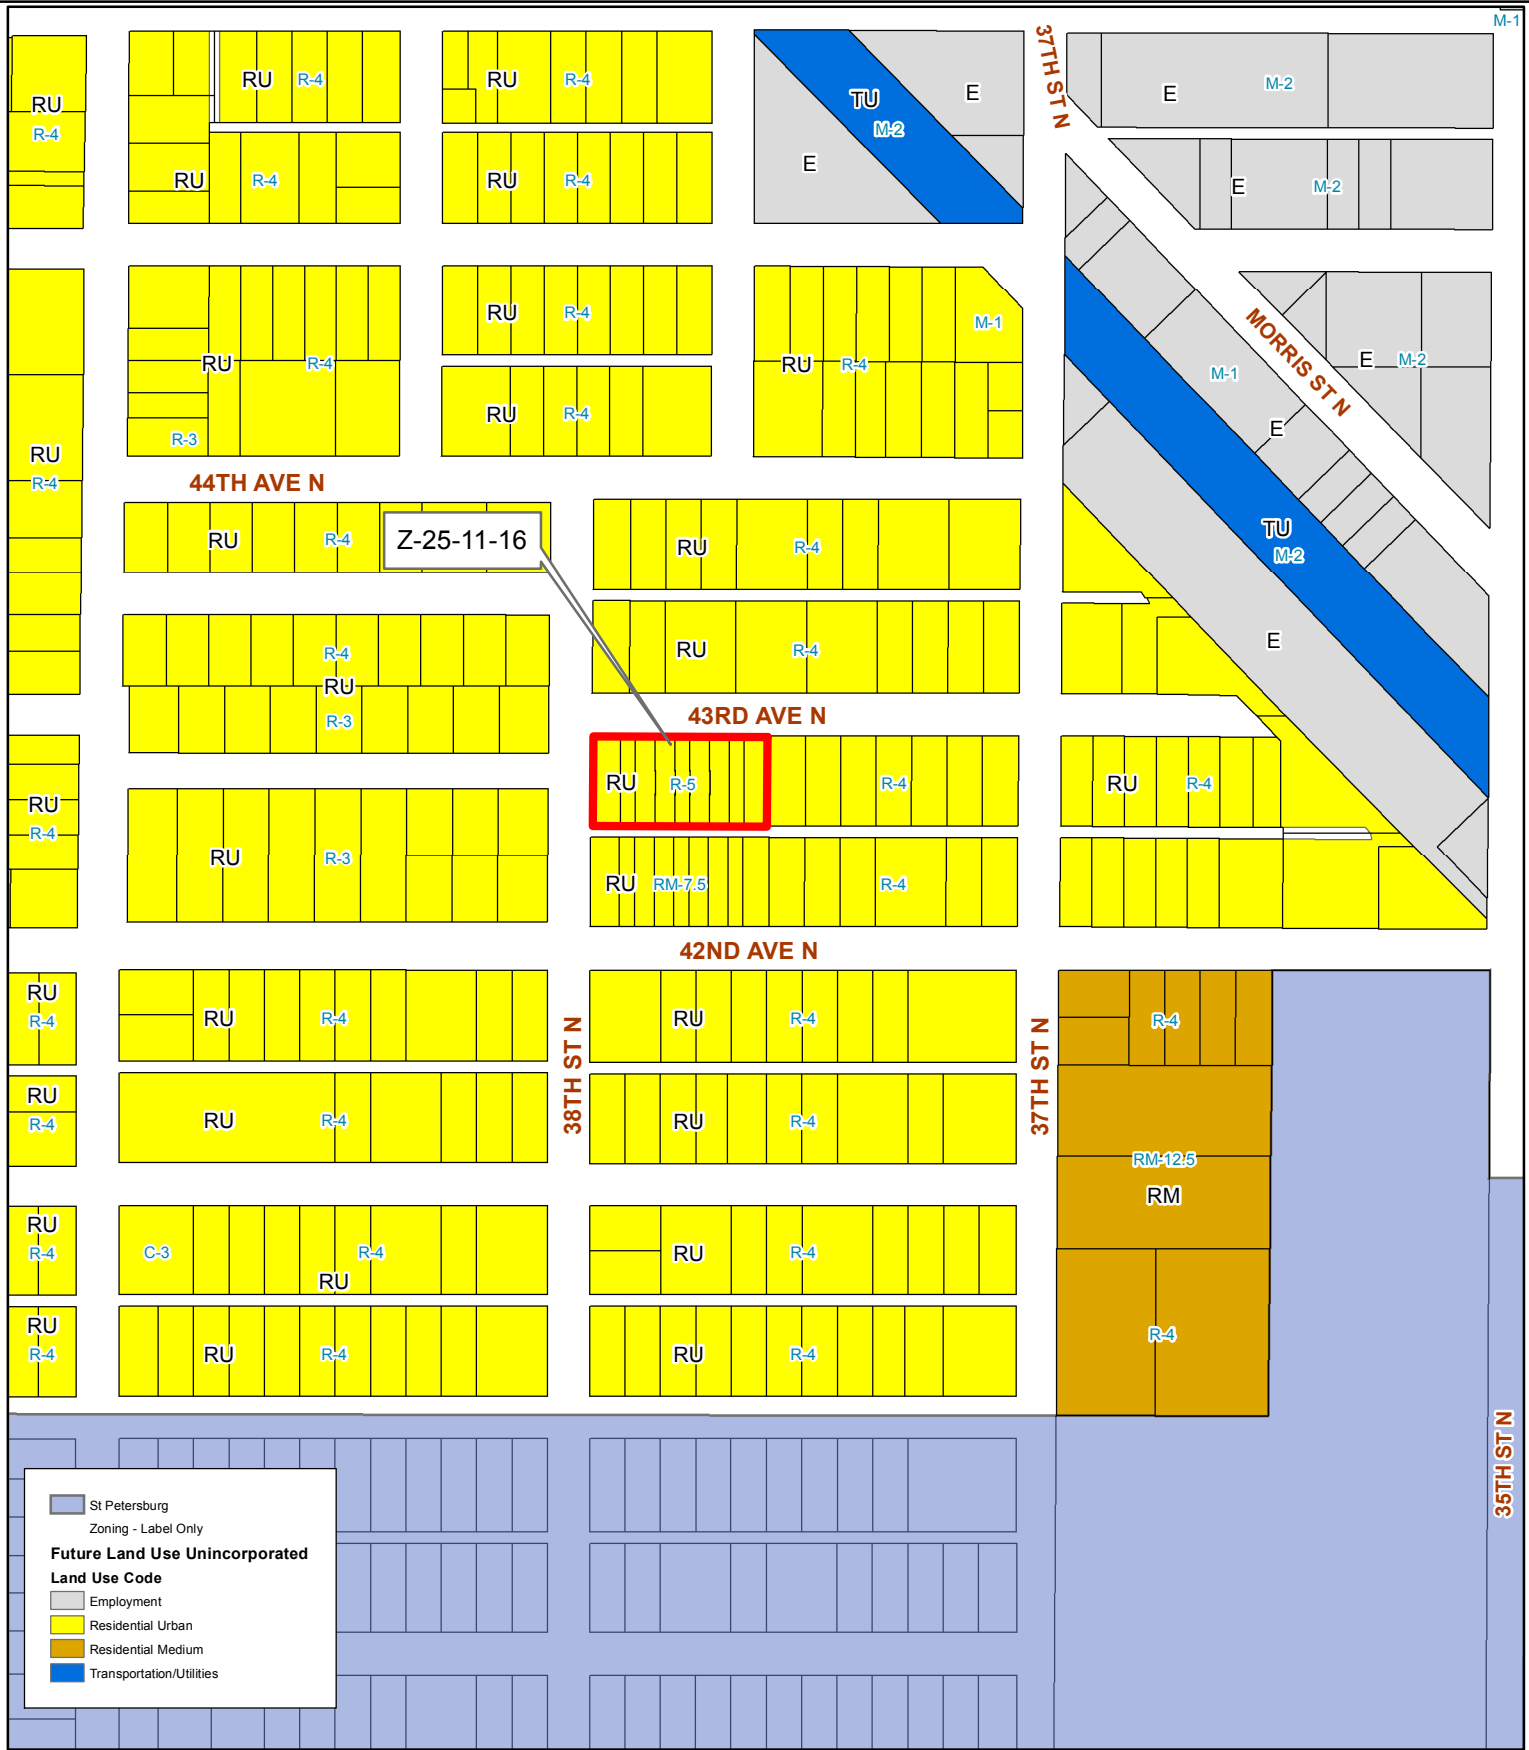 M-1
37TH ST N
RU
R-4
RU
R-4
TU
M-2
E
E
M-2
RU
R-4
RU
R-4
RU
R-4
E
E
M-2
RU
R-4
M-1
MORRIS ST N
RU
R-4
RU
R-4
E
M-2
M-1
RU
R-4
E
R-3
RU
R-4
44TH AVE N
RU
R-4
Z-25-11-16
RU
R-4
TU
M-2
R-4
RU
R-3
RU
R-4
E
43RD AVE N
RU
R-4
RU
R-5
R-4
RU
R-4
RU
R-3
RU
RM-7.5
R-4
42ND AVE N
RU
R-4
RU
R-4
RU
R-4
R-4
38TH ST N
37TH ST N
RU
R-4
RU
R-4
RU
R-4
RM-12.5
RM
RU
R-4
C-3
R-4
RU
RU
R-4
RU
R-4
RU
R-4
RU
R-4
R-4
35TH ST N
St Petersburg
Zoning - Label Only
Future Land Use Unincorporated
Land Use Code
Employment
Residential Urban
Residential Medium
Transportation/Utilities